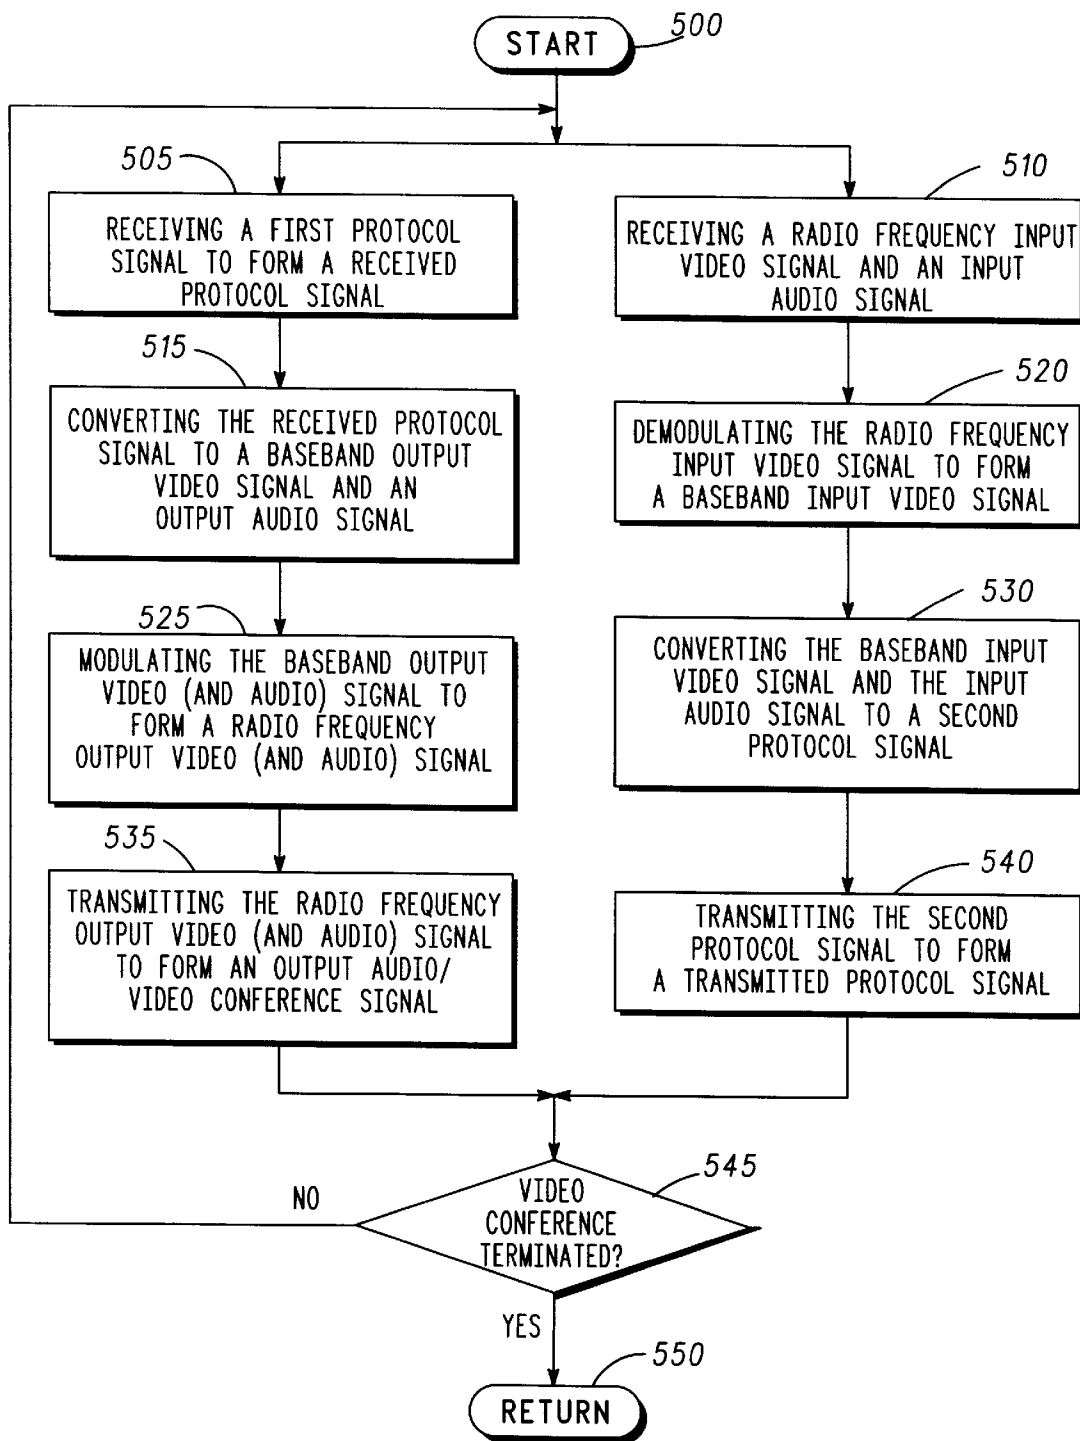 START
500
505
RECEIVING A FIRST PROTOCOL
SIGNAL TO FORM A RECEIVED
PROTOCOL SIGNAL
510
RECEIVING A RADIO FREQUENCY INPUT
VIDEO SIGNAL AND AN INPUT
AUDIO SIGNAL
515
CONVERTING THE RECEIVED PROTOCOL
SIGNAL TO A BASEBAND OUTPUT
VIDEO SIGNAL AND AN
OUTPUT AUDIO SIGNAL
520
DEMODULATING THE RADIO FREQUENCY
INPUT VIDEO SIGNAL TO FORM
A BASEBAND INPUT VIDEO SIGNAL
525
MODULATING THE BASEBAND OUTPUT
VIDEO (AND AUDIO) SIGNAL TO
FORM A RADIO FREQUENCY
OUTPUT VIDEO (AND AUDIO) SIGNAL
530
CONVERTING THE BASEBAND INPUT
VIDEO SIGNAL AND THE INPUT
AUDIO SIGNAL TO A SECOND
PROTOCOL SIGNAL
535
TRANSMITTING THE RADIO FREQUENCY
OUTPUT VIDEO (AND AUDIO) SIGNAL
TO FORM AN OUTPUT AUDIO/
VIDEO CONFERENCE SIGNAL
540
TRANSMITTING THE SECOND
PROTOCOL SIGNAL TO FORM
A TRANSMITTED PROTOCOL SIGNAL
545
VIDEO
CONFERENCE
TERMINATED?
NO
YES
550
RETURN